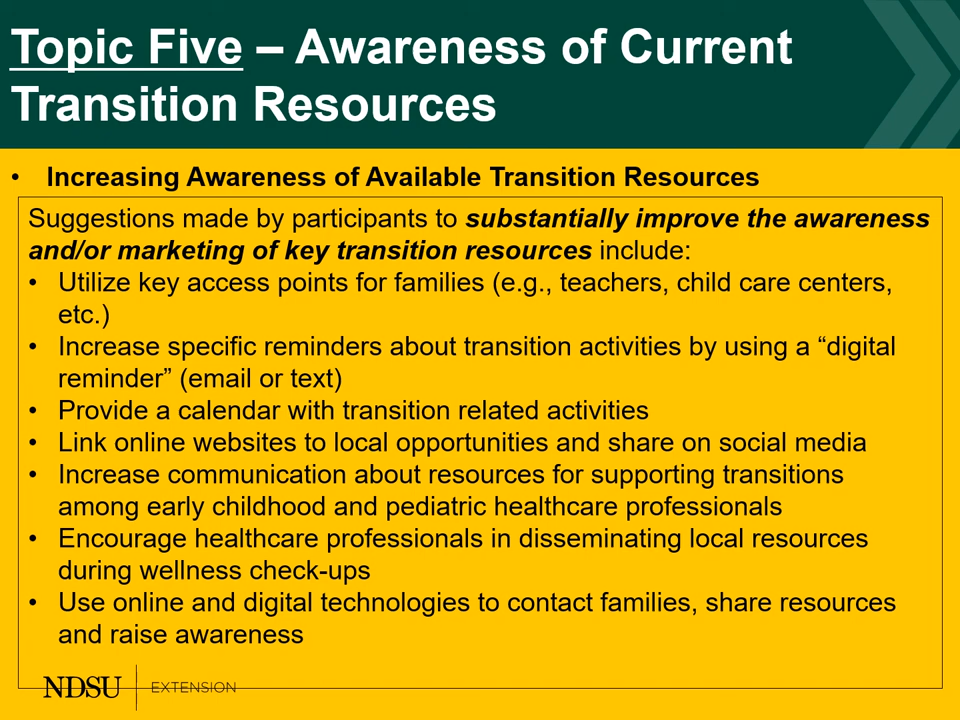 Topic Five – Awareness of Current
Transition Resources
• Increasing Awareness of Available Transition Resources
Suggestions made by participants to substantially improve the awareness
and/or marketing of key transition resources include:
• Utilize key access points for families (e.g., teachers, child care centers,
etc.)
• Increase specific reminders about transition activities by using a “digital
reminder” (email or text)
• Provide a calendar with transition related activities
• Link online websites to local opportunities and share on social media
• Increase communication about resources for supporting transitions
among early childhood and pediatric healthcare professionals
• Encourage healthcare professionals in disseminating local resources
during wellness check-ups
• Use online and digital technologies to contact families, share resources
and raise awareness
NDSU EXTENSION